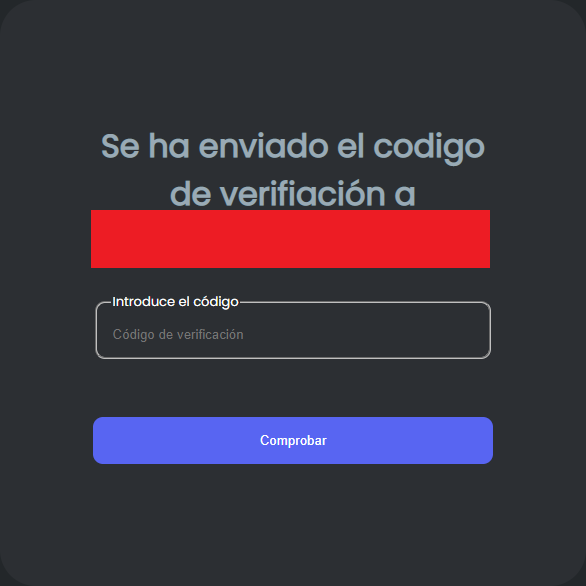 Se ha enviado el codigo
de verifiación a
Introduce el código
Código de verificación
Comprobar